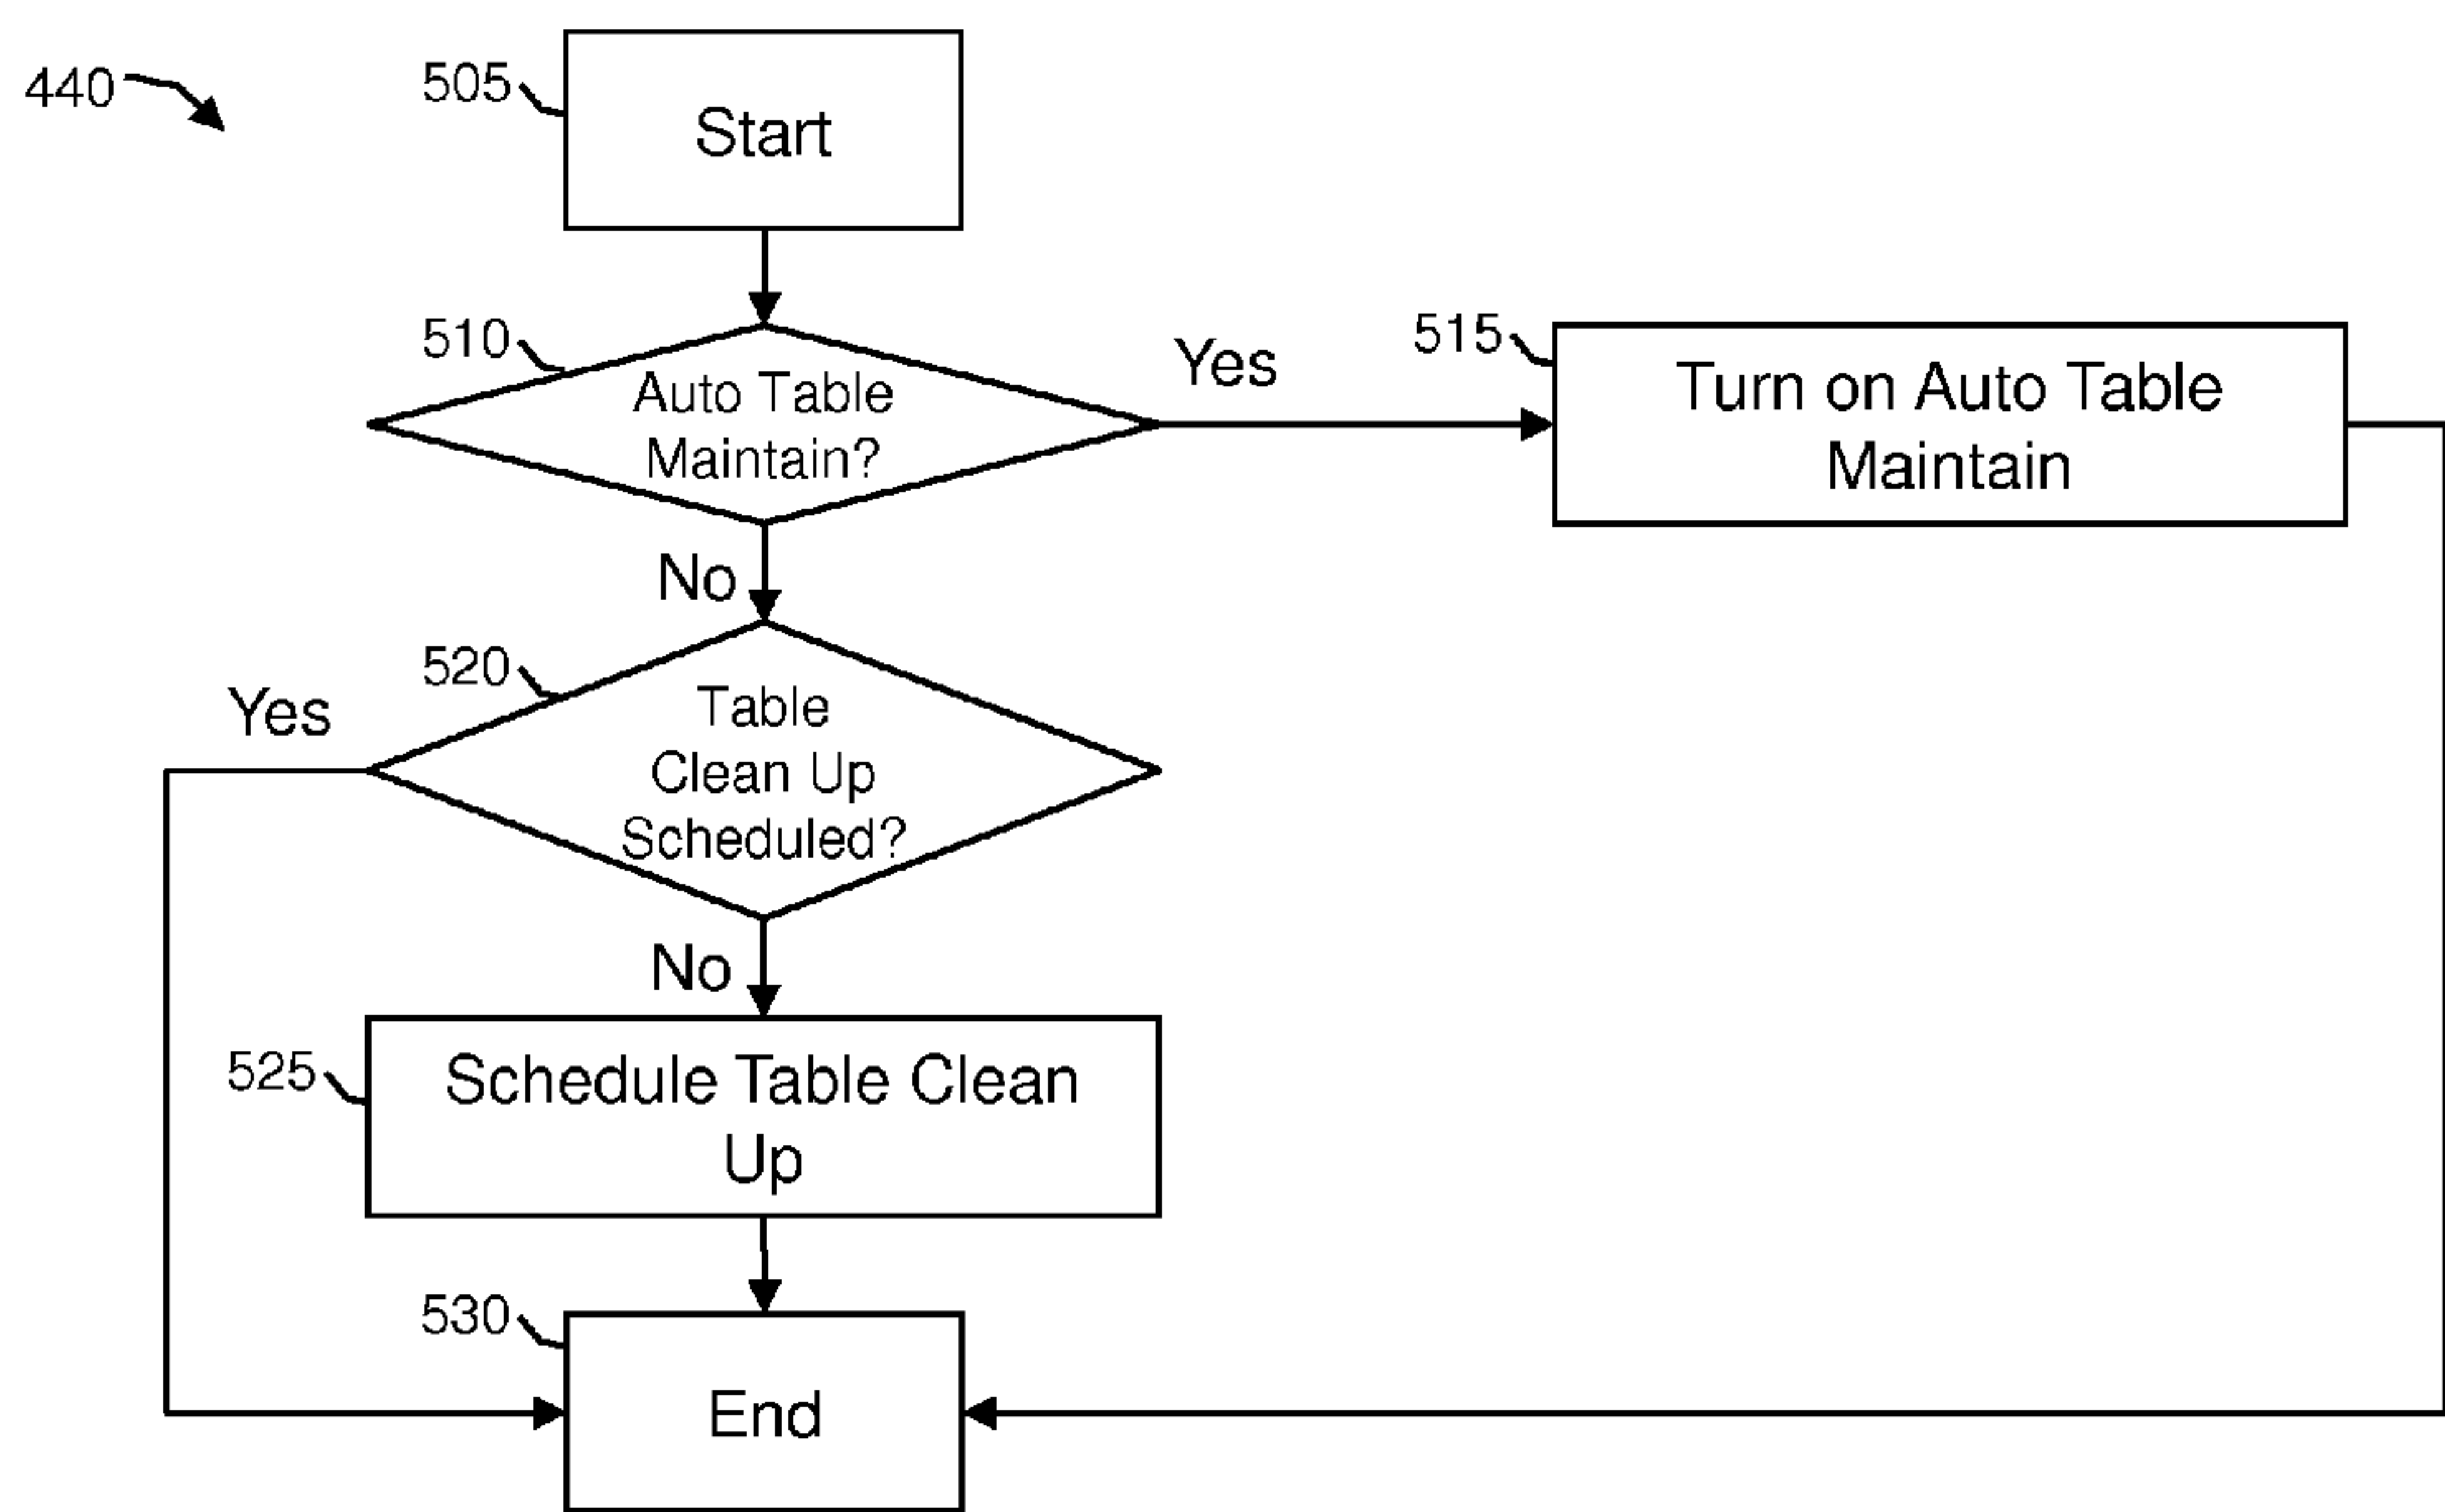 440
505
Start
510
Auto Table
Maintain?
Yes
515
Turn on Auto Table
Maintain
No
520
Yes
Table
Clean Up
Scheduled?
No
525
Schedule Table Clean
Up
530
End